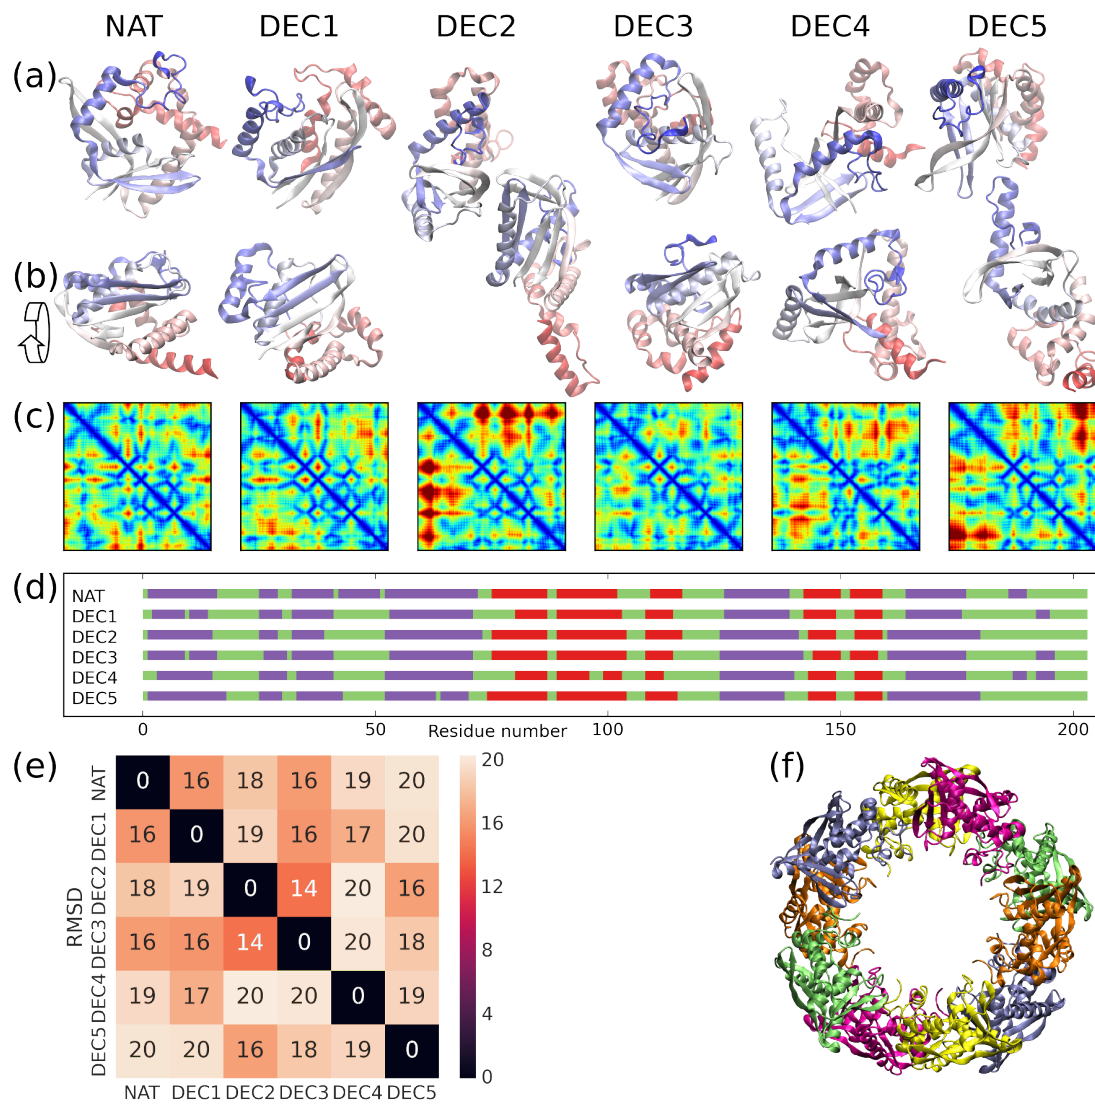 NAT DEC1 DEC2 DEC3 DEC4 DEC5
(a)
(b)
(c)
(d)
NAT
DEC1
DEC2
DEC3
DEC4
DEC5
0 50 100 150 200
Residue number
(e)
RMSD
NAT 0 16 18 16 19 20
DEC1 16 0 19 16 17 20
DEC2 18 19 0 14 20 16
DEC3 16 16 14 0 20 18
DEC4 19 17 20 20 0 19
DEC5 20 20 16 18 19 0
NAT DEC1 DEC2 DEC3 DEC4 DEC5
20
16
12
8
4
0
(f)